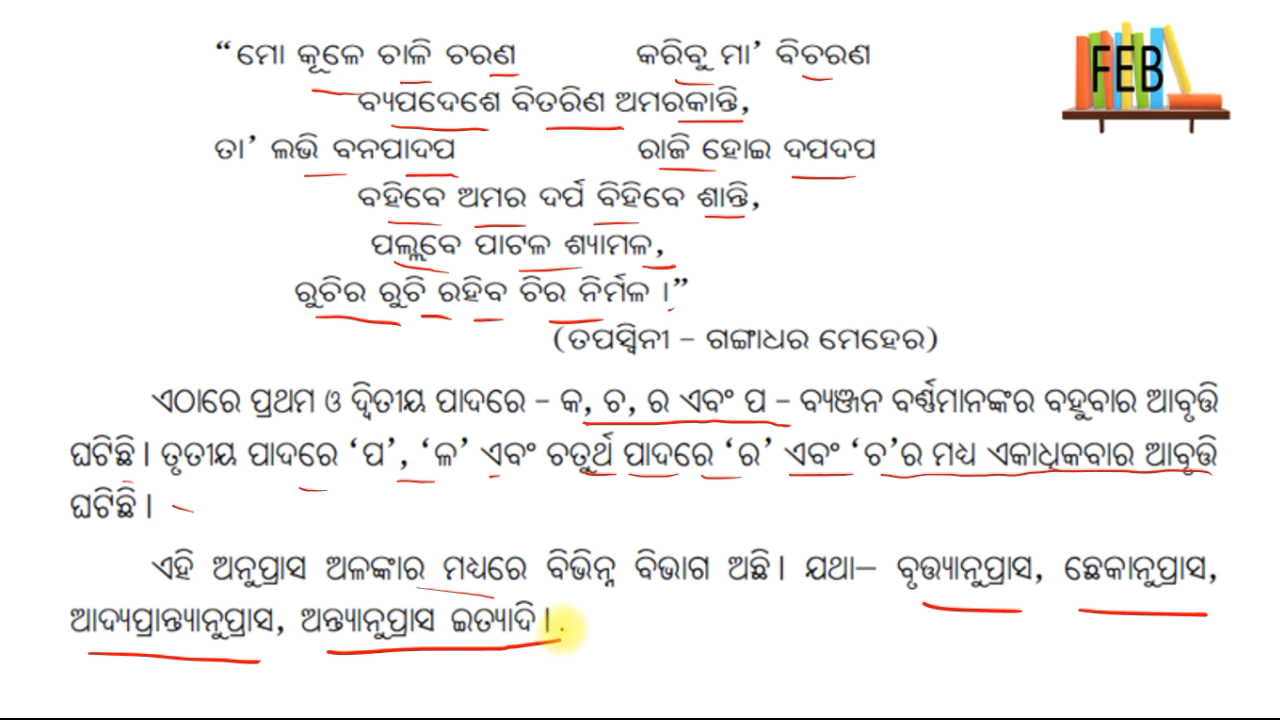 “ମୋ କୂଳେ ଚାଳି ଚରଣ କରିବୁ ମା’ ବିଚରଣ
ବ୍ୟପଦେଶେ ବିତରିଣ ଅମରକାନ୍ତି,
ତା’ ଲଭି ବନପାଦପ ରାଜି ହୋଇ ଦପଦପ
ବହିବେ ଅମର ଦର୍ପ ବିହିବେ ଶାନ୍ତି,
ପଲ୍ଲବେ ପାଟଳ ଶ୍ୟାମଳ,
ରୁଚିର ରୁଚି ରହିବ ଚିର ନିର୍ମଳ ।”
(ତପସ୍ୱିନୀ – ଗଙ୍ଗାଧର ମେହେର)
ଏଠାରେ ପ୍ରଥମ ଓ ଦ୍ୱିତୀୟ ପାଦରେ – କ, ଚ, ର ଏବଂ ପ – ବ୍ୟଞ୍ଜନ ବର୍ଣ୍ଣମାନଙ୍କର ବହୁବାର ଆବୃତ୍ତି
ଘଟିଛି। ତୃତୀୟ ପାଦରେ ‘ପ’, ‘ଳ’ ଏବଂ ଚତୁର୍ଥ ପାଦରେ ‘ର’ ଏବଂ ‘ଚ’ର ମଧ୍ୟ ଏକାଧିକବାର ଆବୃତ୍ତି
ଘଟିଛି।
ଏହି ଅନୁପ୍ରାସ ଅଳଙ୍କାର ମଧ୍ୟରେ ବିଭିନ୍ନ ବିଭାଗ ଅଛି। ଯଥା– ବୃତ୍ତ୍ୟାନୁପ୍ରାସ, ଛେକାନୁପ୍ରାସ,
ଆଦ୍ୟପ୍ରାନ୍ତ୍ୟାନୁପ୍ରାସ, ଅନ୍ତ୍ୟାନୁପ୍ରାସ ଇତ୍ୟାଦି।
FEB